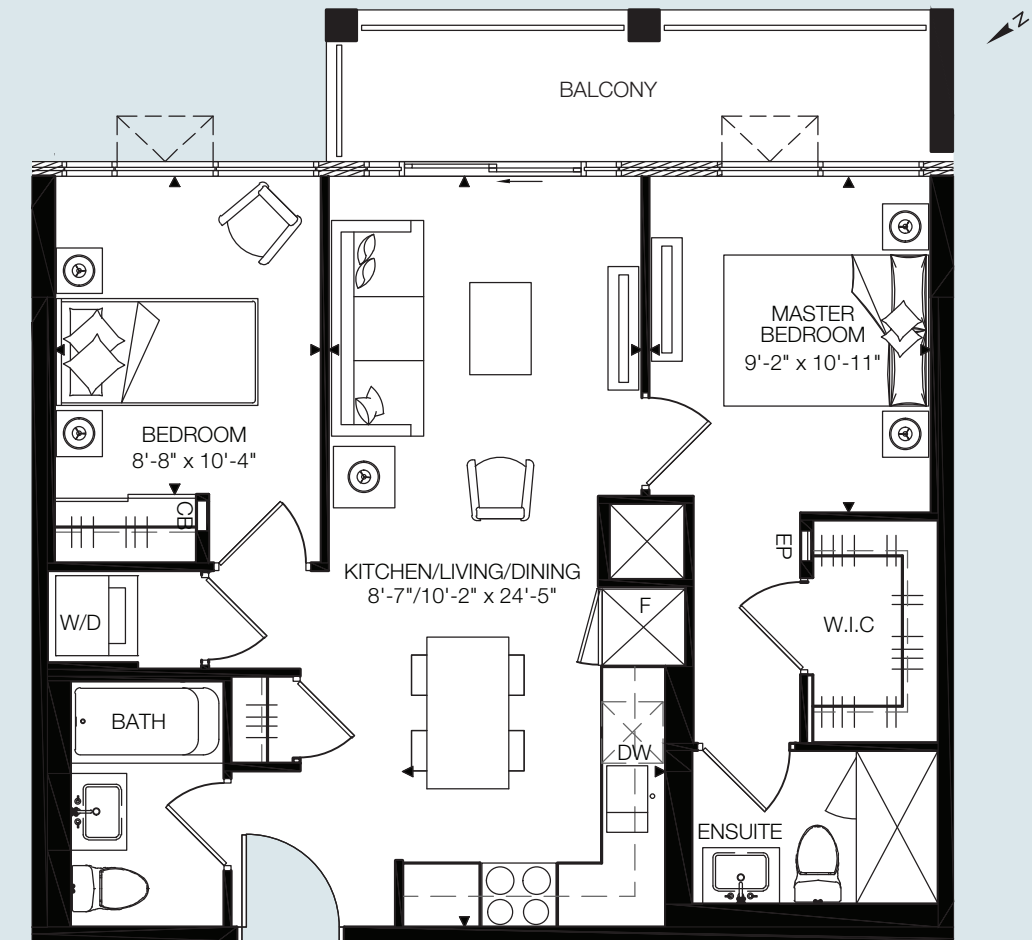 N
BALCONY
MASTER
BEDROOM
9'-2" x 10'-11"
BEDROOM
8'-8" x 10'-4"
CB
EP
KITCHEN/LIVING/DINING
8'-7"/10'-2" x 24'-5"
F
W/D
W.I.C
BATH
DW
ENSUITE